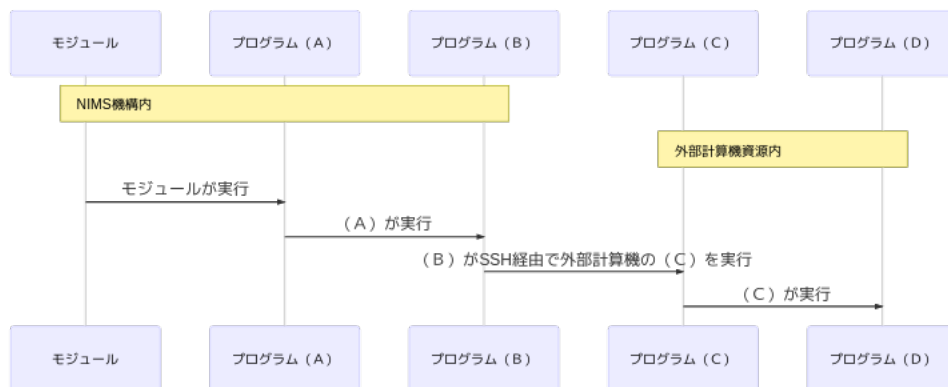 モジュール
プログラム（A）
プログラム（B）
プログラム（C）
プログラム（D）
NIMS機構内
外部計算機資源内
モジュールが実行
（A）が実行
（B）がSSH経由で外部計算機の（C）を実行
（C）が実行
モジュール
プログラム（A）
プログラム（B）
プログラム（C）
プログラム（D）